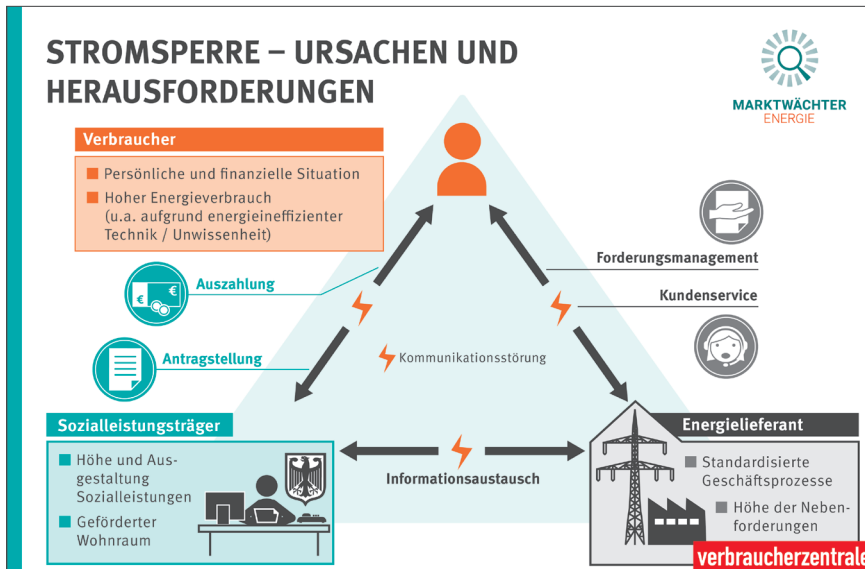 STROMSPERRE – URSACHEN UND
HERAUSFORDERUNGEN
MARKTWÄCHTER
ENERGIE
Verbraucher
Persönliche und finanzielle Situation
Hoher Energieverbrauch
(u.a. aufgrund energieineffizienter
Technik / Unwissenheit)
Forderungsmanagement
Auszahlung
€
€
Kundenservice
Antragstellung
Kommunikationsstörung
Sozialleistungsträger
Höhe und Aus-
gestaltung
Sozialleistungen
Geförderter
Wohnraum
Informationsaustausch
Energielieferant
Standardisierte
Geschäftsprozesse
Höhe der Neben-
forderungen
verbraucherzentrale